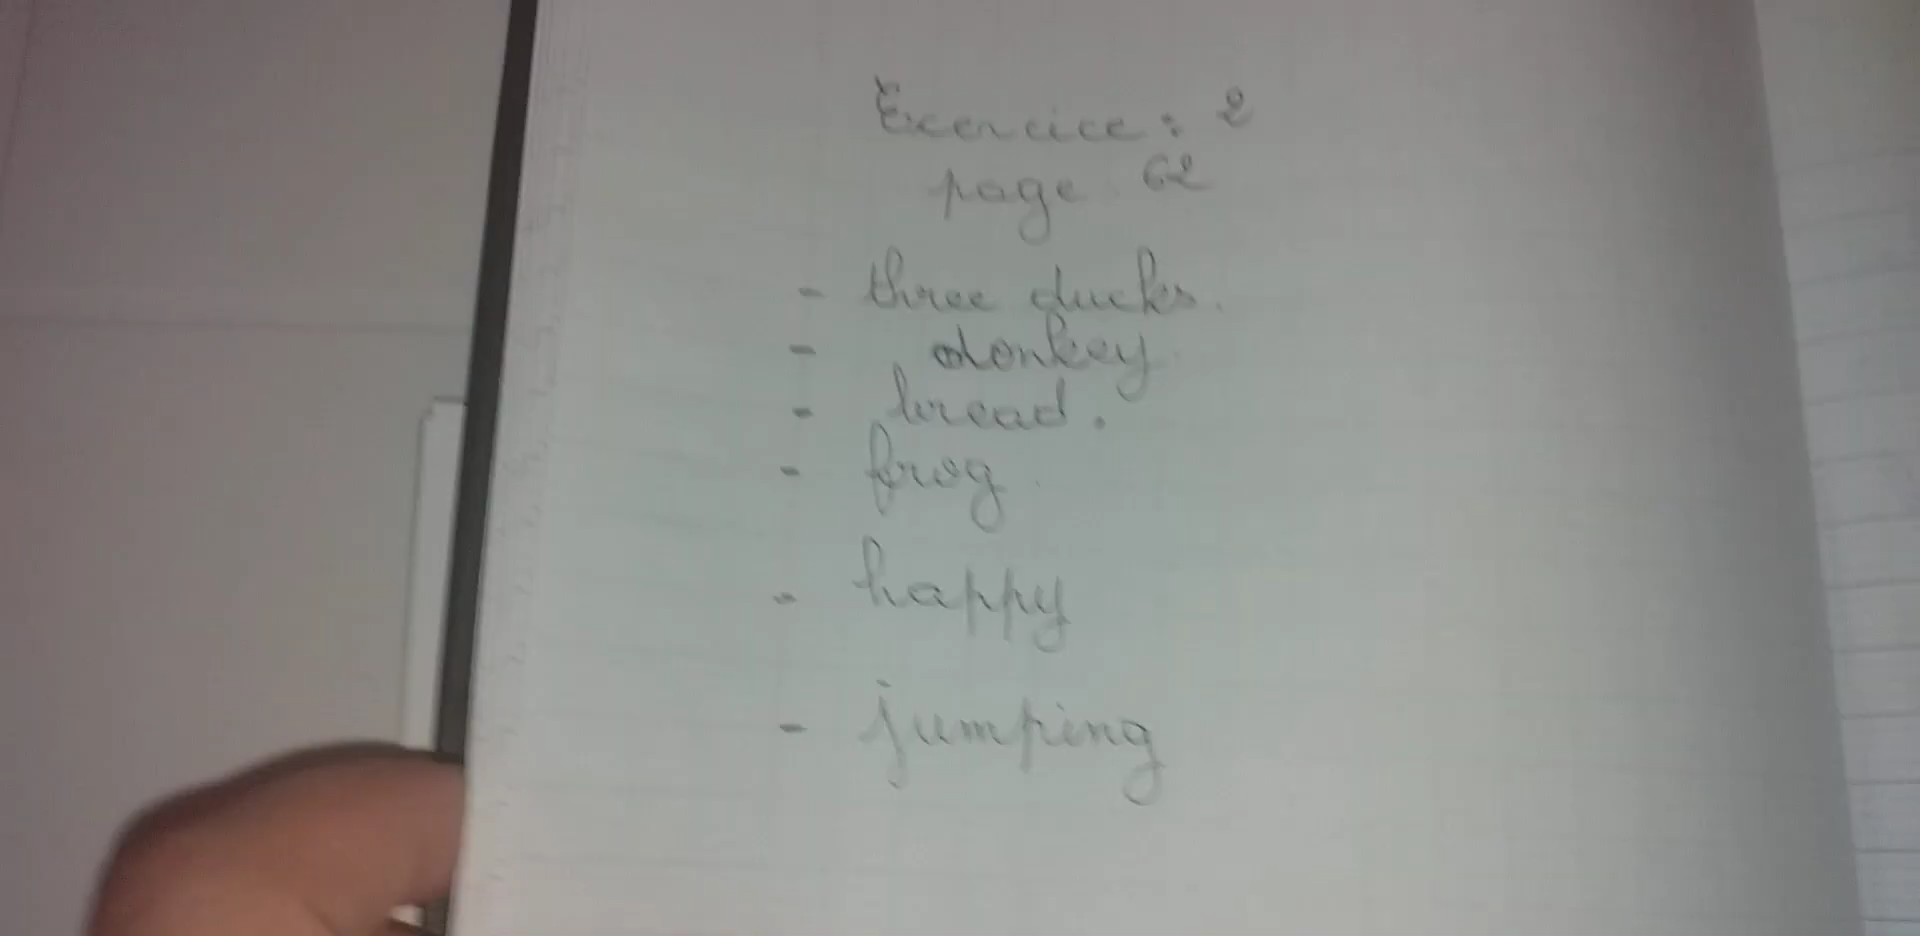 Exercice : 2
page 62
- three ducks.
- donkey
- bread.
- frog
- happy
- jumping